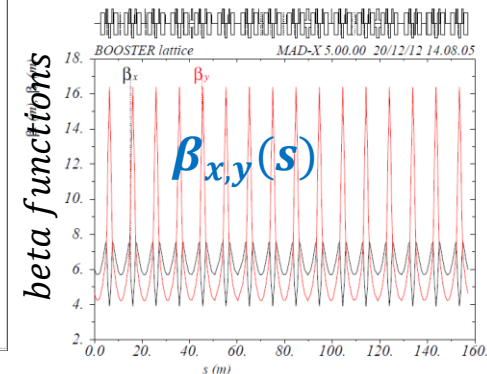 BOOSTER lattice MAD-X 5.00.00 20/12/12 14.08.05
beta functions
βx βy
βx,y(s)
18.
16.
14.
12.
10.
8.
6.
4.
2.
0.0 20. 40. 60. 80. 100. 120. 140. 160.
s (m)